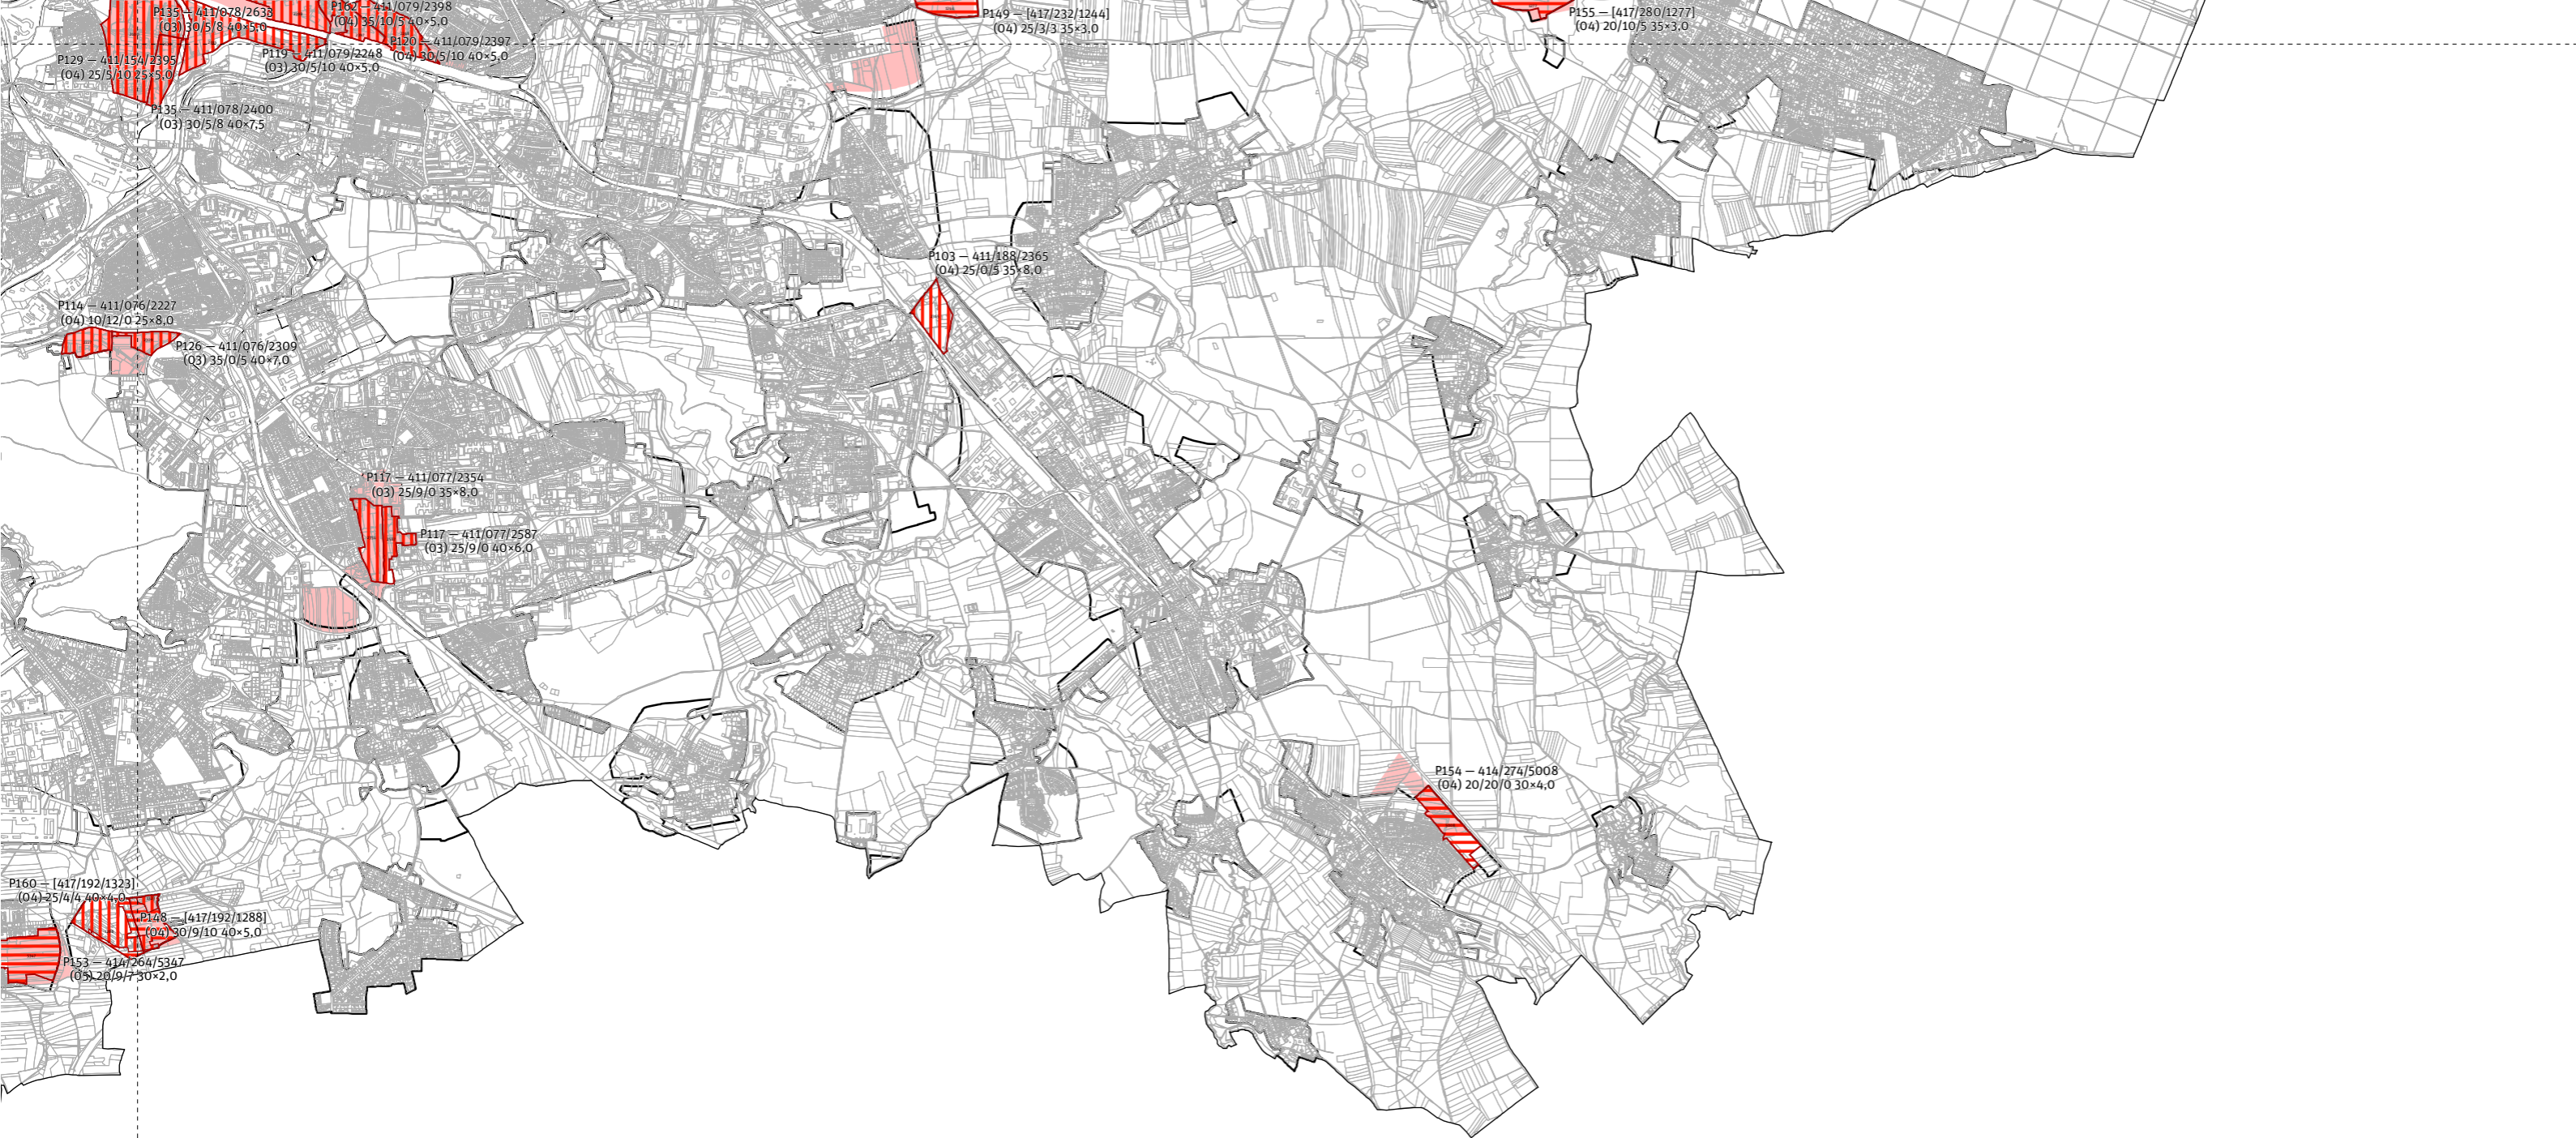 P135 — 411/078/2633
(03) 30/5/8 40×5,0
P162 — 411/079/2398
(04) 35/10/5 40×5,0
P149 — [417/232/1244]
(04) 25/3/3 35×3,0
P155 — [417/280/1277]
(04) 20/10/5 35×3,0
P129 — 411/154/2395
(04) 25/5/10 25×5,0
P119 — 411/079/2248
(03) 30/5/10 40×5,0
P120 — 411/079/2397
(04) 30/5/10 40×5,0
P135 — 411/078/2400
(03) 30/5/8 40×7,5
P103 — 411/188/2365
(04) 25/0/5 35×8,0
P114 — 411/076/2227
(04) 10/12/0 25×8,0
P126 — 411/076/2309
(03) 35/0/5 40×7,0
P117 — 411/077/2354
(03) 25/9/0 35×8,0
P117 — 411/077/2587
(03) 25/9/0 40×6,0
P154 — 414/274/5008
(04) 20/20/0 30×4,0
P160 — [417/192/1323]
(04) 25/4/4 40×4,0
P148 — [417/192/1288]
(04) 30/9/10 40×5,0
P153 — 414/264/5347
(05) 20/9/7 30×2,0